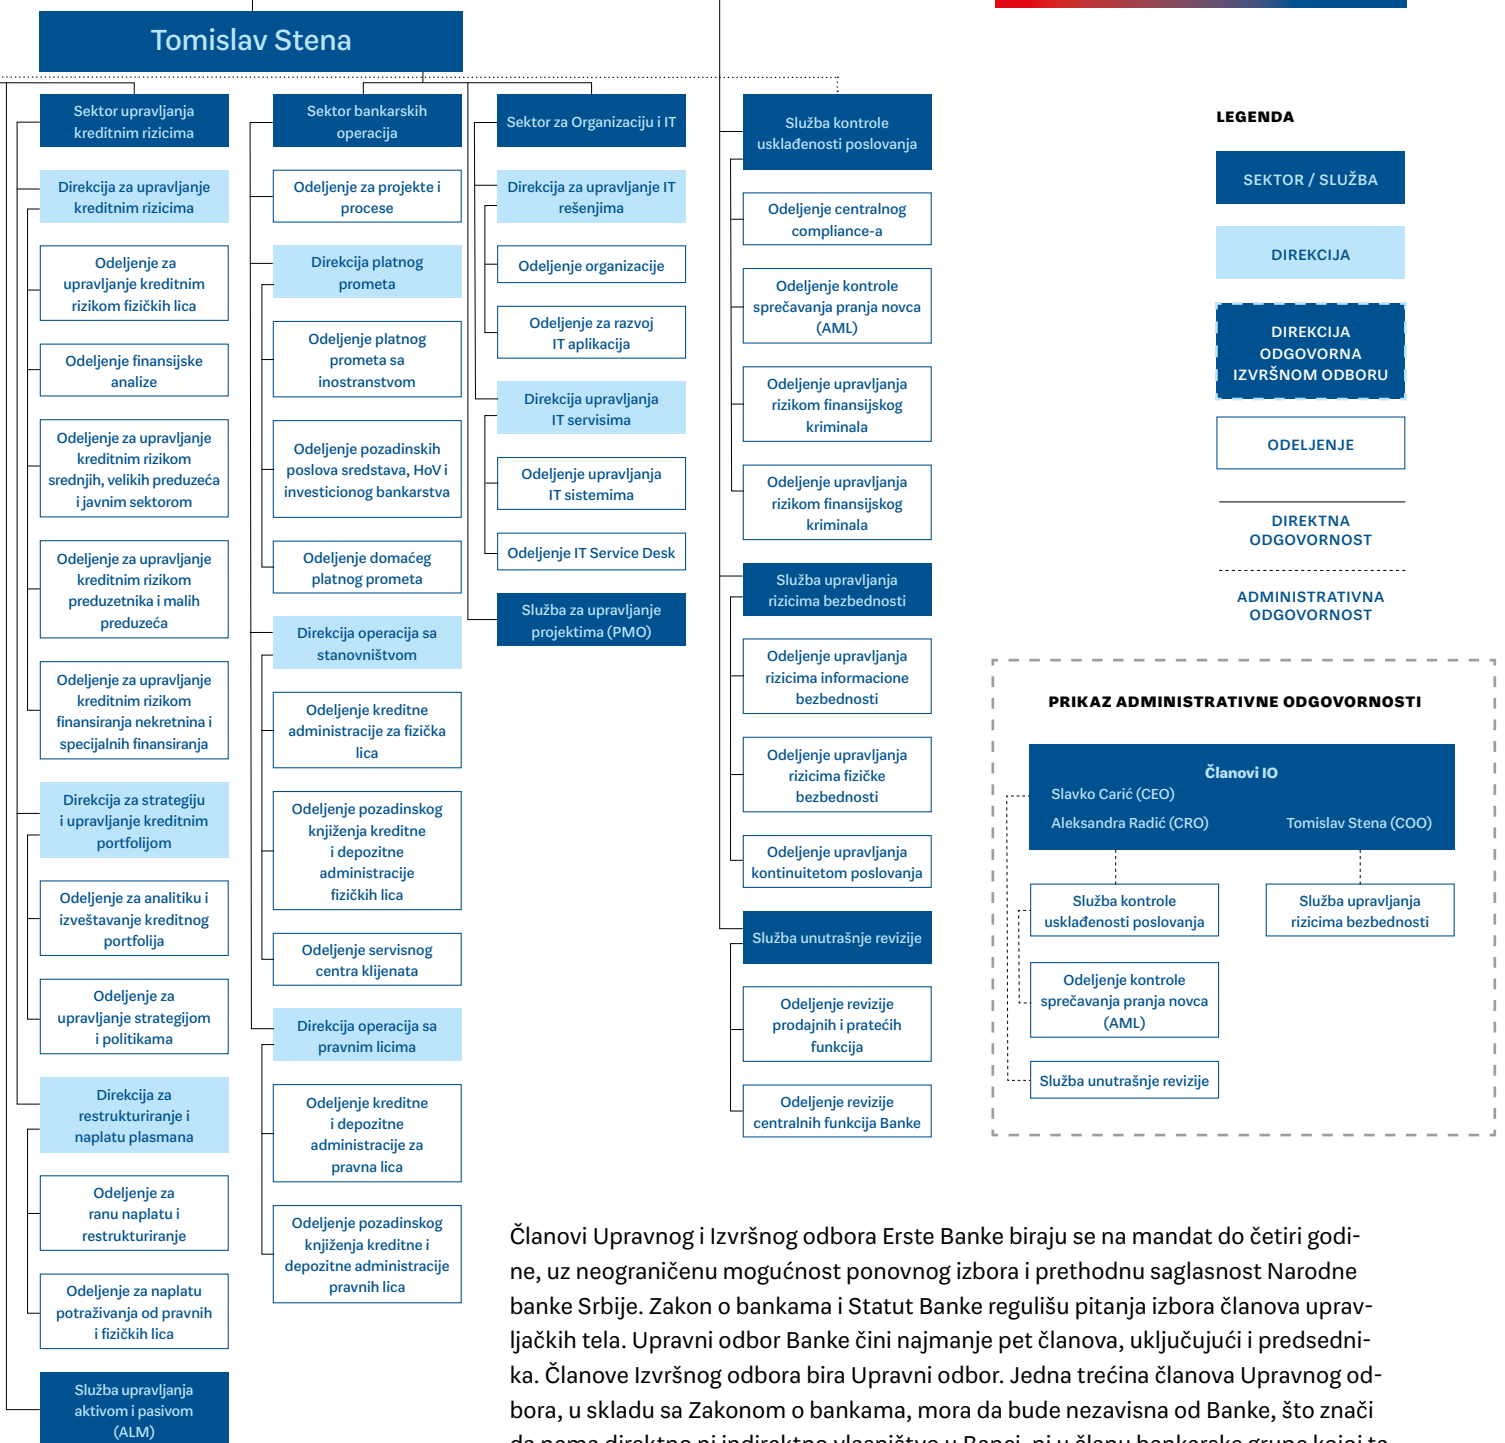 Tomislav Stena
Sektor upravljanja
kreditnim rizicima
Direkcija za upravljanje
kreditnim rizicima
Odeljenje za
upravljanje kreditnim
rizikom fizičkih lica
Odeljenje finansijske
analize
Odeljenje za upravljanje
kreditnim rizikom
srednjih, velikih preduzeća
i javnim sektorom
Odeljenje za upravljanje
kreditnim rizikom
preduzetnika i malih
preduzeća
Odeljenje za upravljanje
kreditnim rizikom
finansiranja nekretnina i
specijalnih finansiranja
Direkcija za strategiju
i upravljanje kreditnim
portfolijom
Odeljenje za analitiku i
izveštavanje kreditnog
portfolija
Odeljenje za
upravljanje strategijom
i politikama
Direkcija za
restrukturiranje i
naplatu plasmana
Odeljenje za
ranu naplatu i
restrukturiranje
Odeljenje za naplatu
potraživanja od pravnih
i fizičkih lica
Služba upravljanja
aktivom i pasivom
(ALM)
Sektor bankarskih
operacija
Odeljenje za projekte i
procese
Direkcija platnog
prometa
Odeljenje platnog
prometa sa
inostranstvom
Odeljenje pozadinskih
poslova sredstava, HoV i
investicionog bankarstva
Odeljenje domaćeg
platnog prometa
Direkcija operacija sa
stanovništvom
Odeljenje kreditne
administracije za fizička
lica
Odeljenje pozadinskog
knjiženja kreditne
i depozitne
administracije
fizičkih lica
Odeljenje servisnog
centra klijenata
Direkcija operacija sa
pravnim licima
Odeljenje kreditne
i depozitne
administracije za
pravna lica
Odeljenje pozadinskog
knjiženja kreditne i
depozitne administracije
pravnih lica
Sektor za Organizaciju i IT
Direkcija za upravljanje IT
rešenjima
Odeljenje organizacije
Odeljenje za razvoj
IT aplikacija
Direkcija upravljanja
IT servisima
Odeljenje upravljanja
IT sistemima
Odeljenje IT Service Desk
Služba za upravljanje
projektima (PMO)
Služba kontrole
usklađenosti poslovanja
Odeljenje centralnog
compliance-a
Odeljenje kontrole
sprečavanja pranja novca
(AML)
Odeljenje upravljanja
rizikom finansijskog
kriminala
Odeljenje upravljanja
rizikom finansijskog
kriminala
Služba upravljanja
rizicima bezbednosti
Odeljenje upravljanja
rizicima informacione
bezbednosti
Odeljenje upravljanja
rizicima fizičke
bezbednosti
Odeljenje upravljanja
kontinuitetom poslovanja
Služba unutrašnje revizije
Odeljenje revizije
prodajnih i pratećih
funkcija
Odeljenje revizije
centralnih funkcija Banke
LEGENDA
SEKTOR / SLUŽBA
DIREKCIJA
DIREKCIJA
ODGOVORNA
IZVRŠNOM ODBORU
ODELJENJE
DIREKTNA
ODGOVORNOST
ADMINISTRATIVNA
ODGOVORNOST
PRIKAZ ADMINISTRATIVNE ODGOVORNOSTI
Članovi IO
Slavko Carić (CEO)
Aleksandra Radić (CRO) Tomislav Stena (COO)
Služba kontrole
usklađenosti poslovanja
Služba upravljanja
rizicima bezbednosti
Odeljenje kontrole
sprečavanja pranja novca
(AML)
Služba unutrašnje revizije
Članovi Upravnog i Izvršnog odbora Erste Banke biraju se na mandat do četiri godi-
ne, uz neograničenu mogućnost ponovnog izbora i prethodnu saglasnost Narodne
banke Srbije. Zakon o bankama i Statut Banke regulišu pitanja izbora članova uprav-
ljačkih tela. Upravni odbor Banke čini najmanje pet članova, uključujući i predsedni-
ka. Članove Izvršnog odbora bira Upravni odbor. Jedna trećina članova Upravnog od-
bora, u skladu sa Zakonom o bankama, mora da bude nezavisna od Banke, što znači
da nema direktno ni indirektno vlasništvo u Banci, ni u članu bankarske grupe kojoj ta